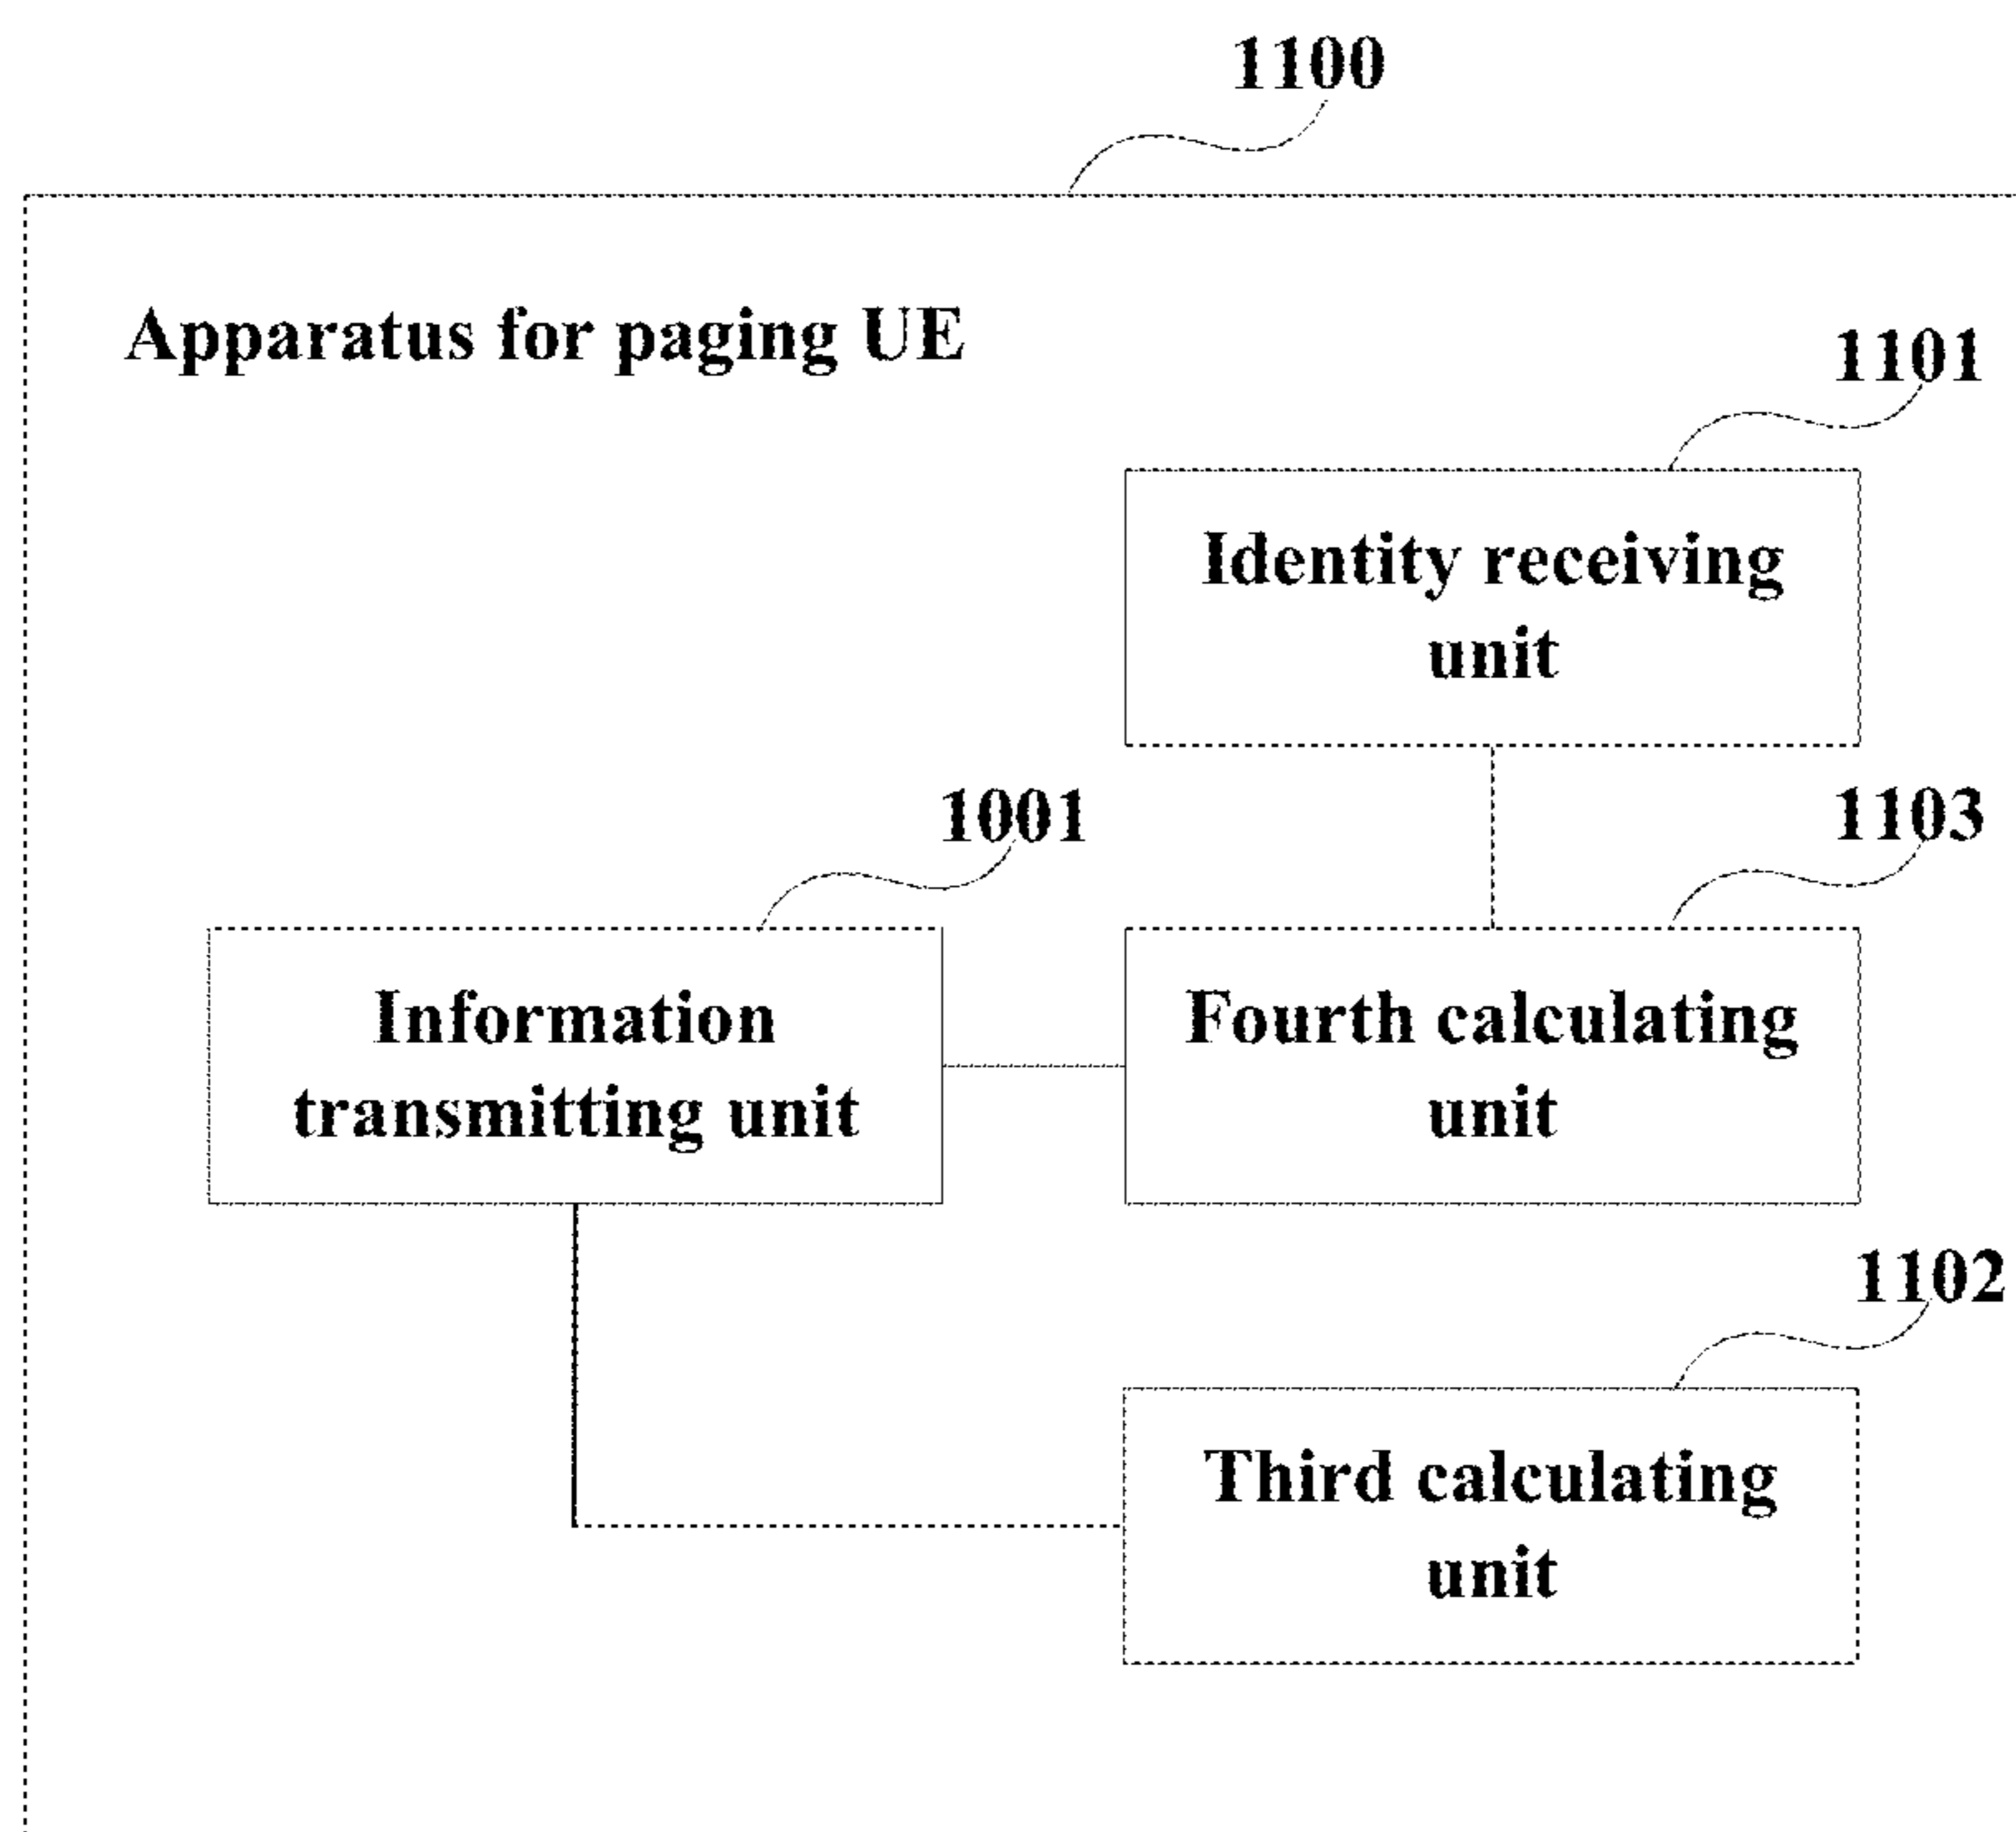 1100
Apparatus for paging UE
1101
Identity receiving
unit
1001
1103
Information
transmitting unit
Fourth calculating
unit
1102
Third calculating
unit